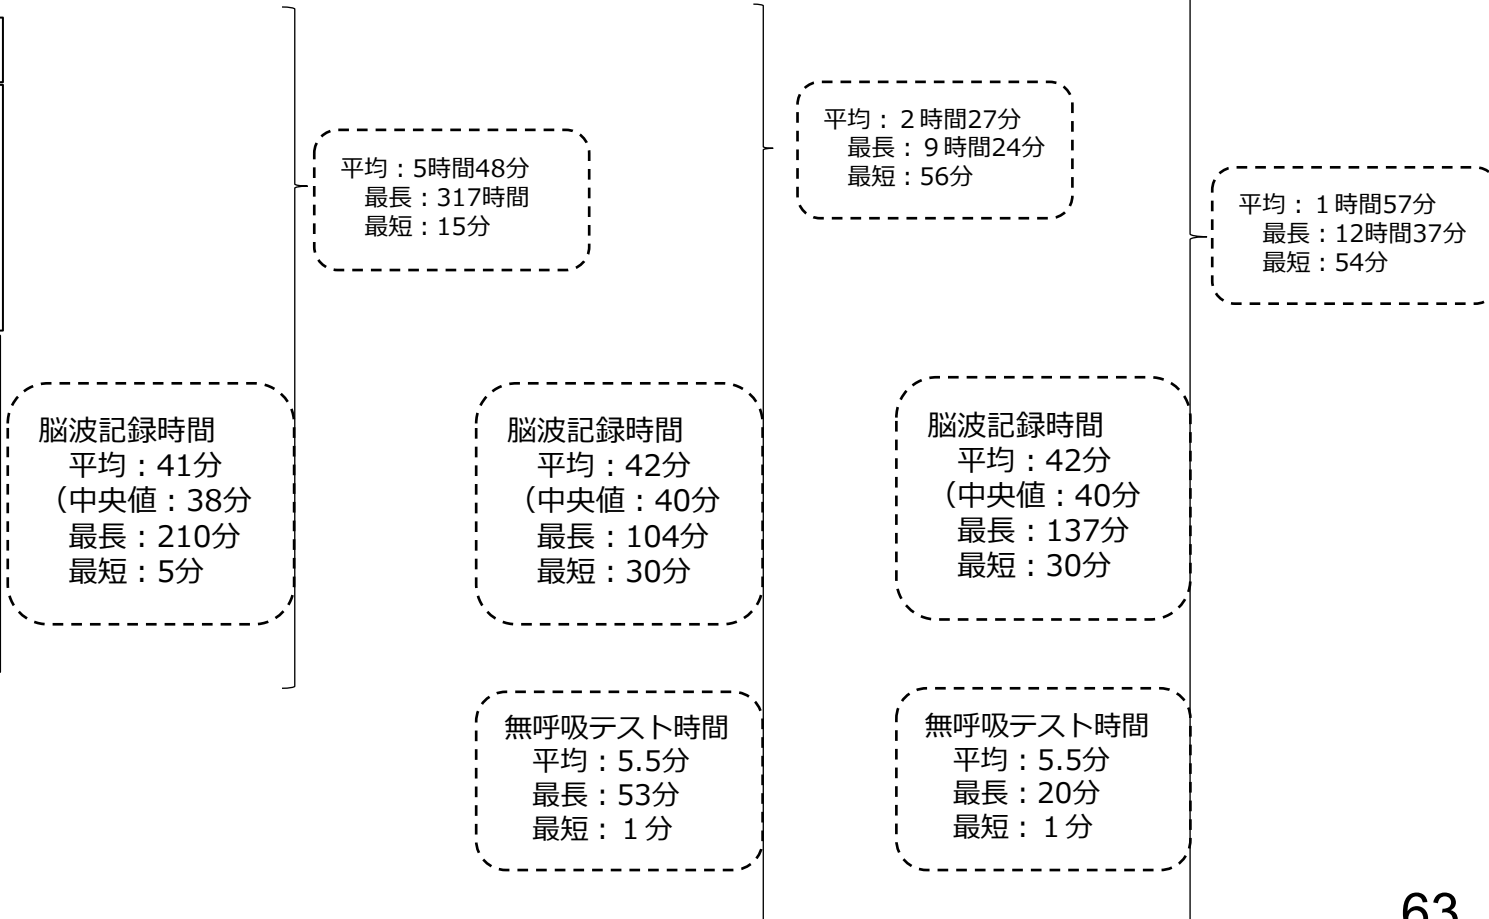 平均：5時間48分
最長：317時間
最短：15分
平均：２時間27分
最長：９時間24分
最短：56分
平均：１時間57分
最長：12時間37分
最短：54分
脳波記録時間
平均：41分
（中央値：38分
最長：210分
最短：5分
脳波記録時間
平均：42分
（中央値：40分
最長：104分
最短：30分
脳波記録時間
平均：42分
（中央値：40分
最長：137分
最短：30分
無呼吸テスト時間
平均：5.5分
最長：53分
最短：１分
無呼吸テスト時間
平均：5.5分
最長：20分
最短：１分
63